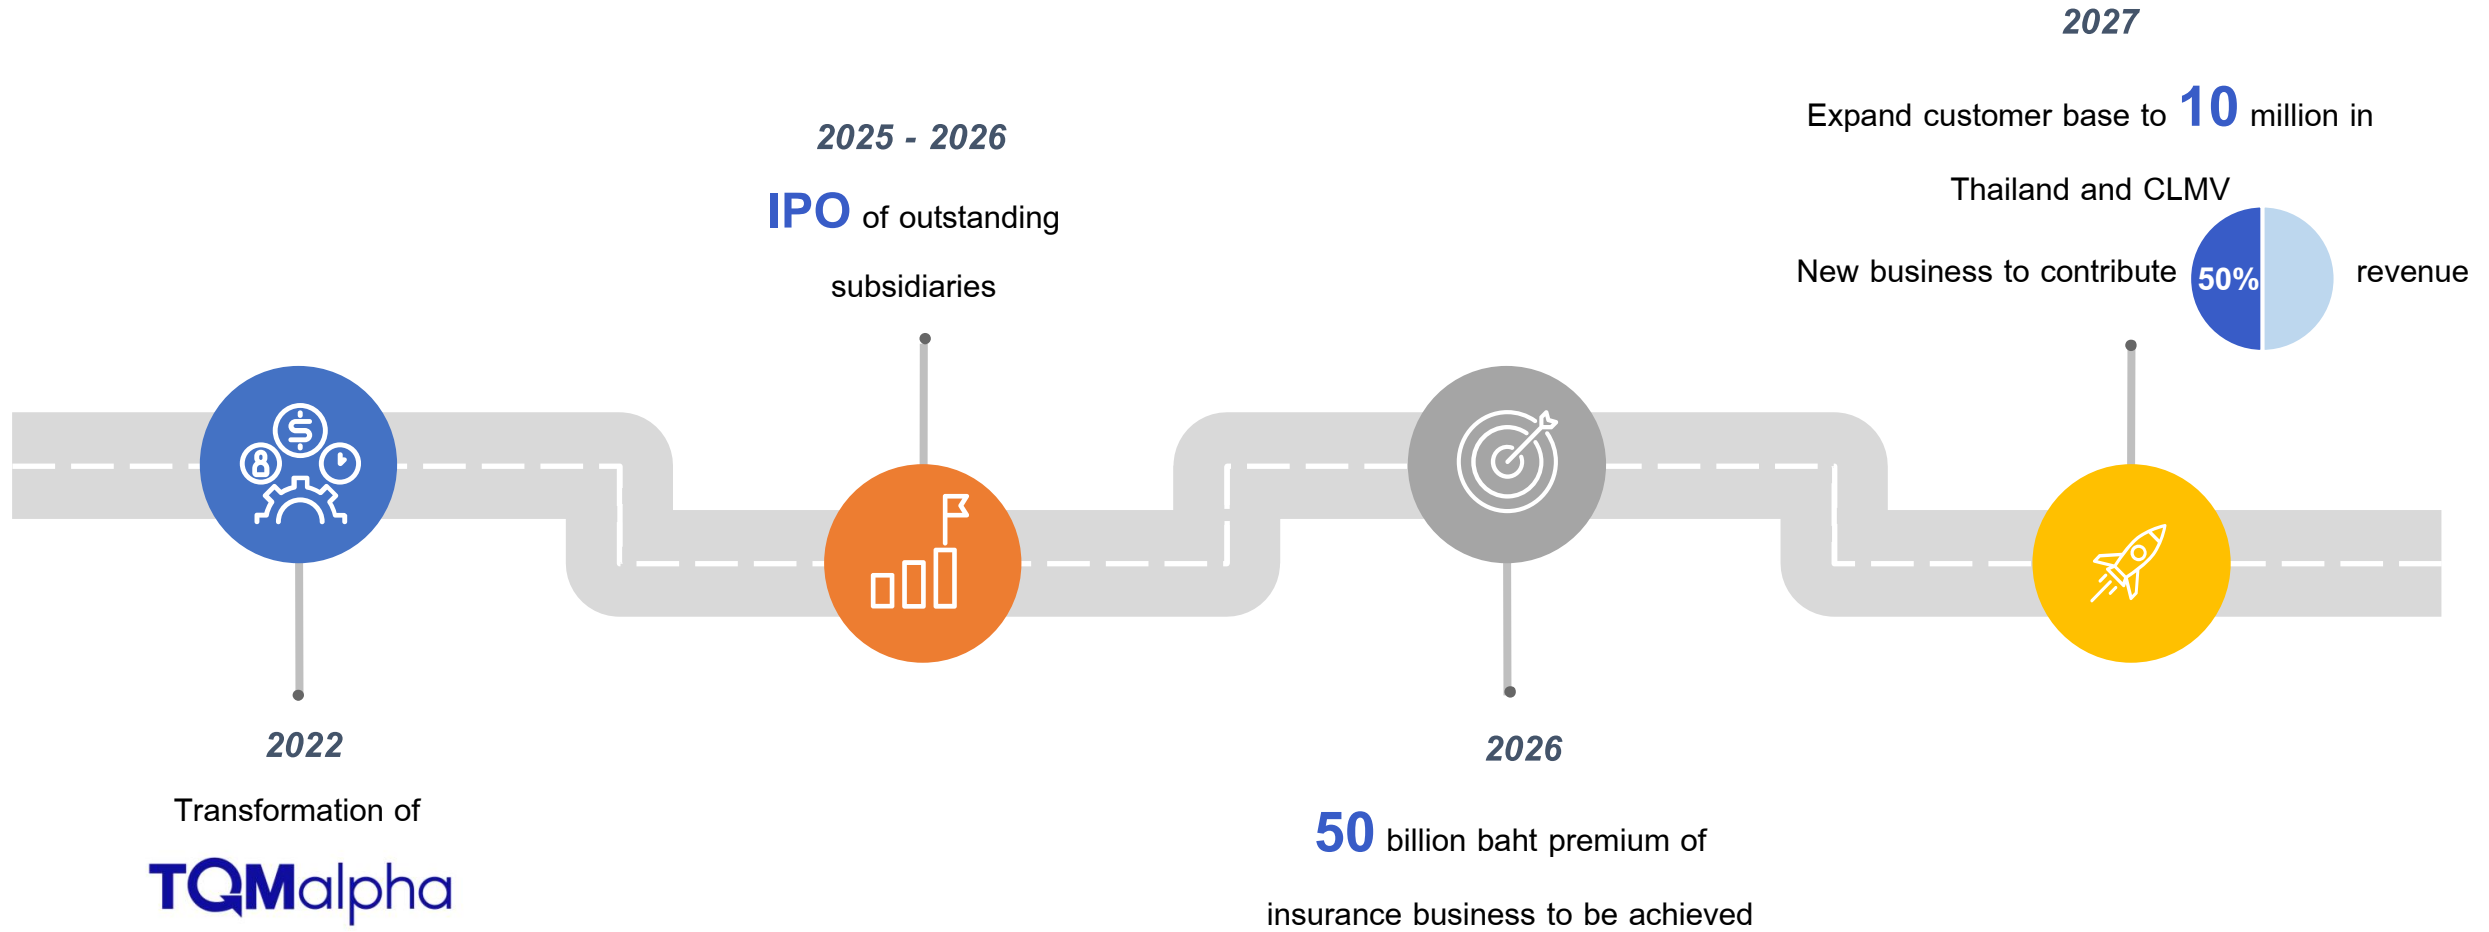 2022
Transformation of
TQMalpha
2025 - 2026
IPO of outstanding
subsidiaries
2026
50 billion baht premium of
insurance business to be achieved
2027
Expand customer base to 10 million in
Thailand and CLMV
New business to contribute 50% revenue